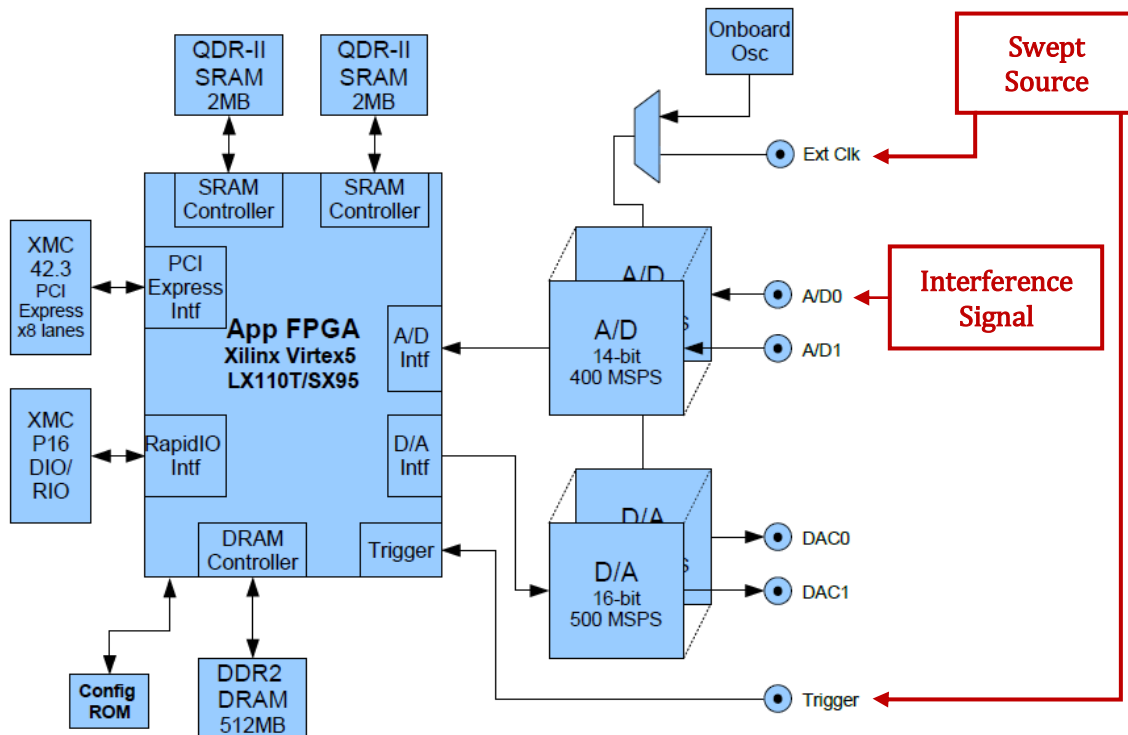 QDR-II
SRAM
2MB
QDR-II
SRAM
2MB
Onboard
Osc
Swept
Source
Ext Clk
SRAM
Controller
SRAM
Controller
XMC
42.3
PCI
Express
x8 lanes
PCI
Express
Intf
App FPGA
Xilinx Virtex5
LX110T/SX95
A/D
Intf
A/D
s
A/D
14-bit
400 MSPS
A/D0
A/D1
Interference
Signal
XMC
P16
DIO/
RIO
RapidIO
Intf
D/A
Intf
D/A
s
D/A
16-bit
500 MSPS
DAC0
DAC1
DRAM
Controller
Trigger
Config
ROM
DDR2
DRAM
512MB
Trigger